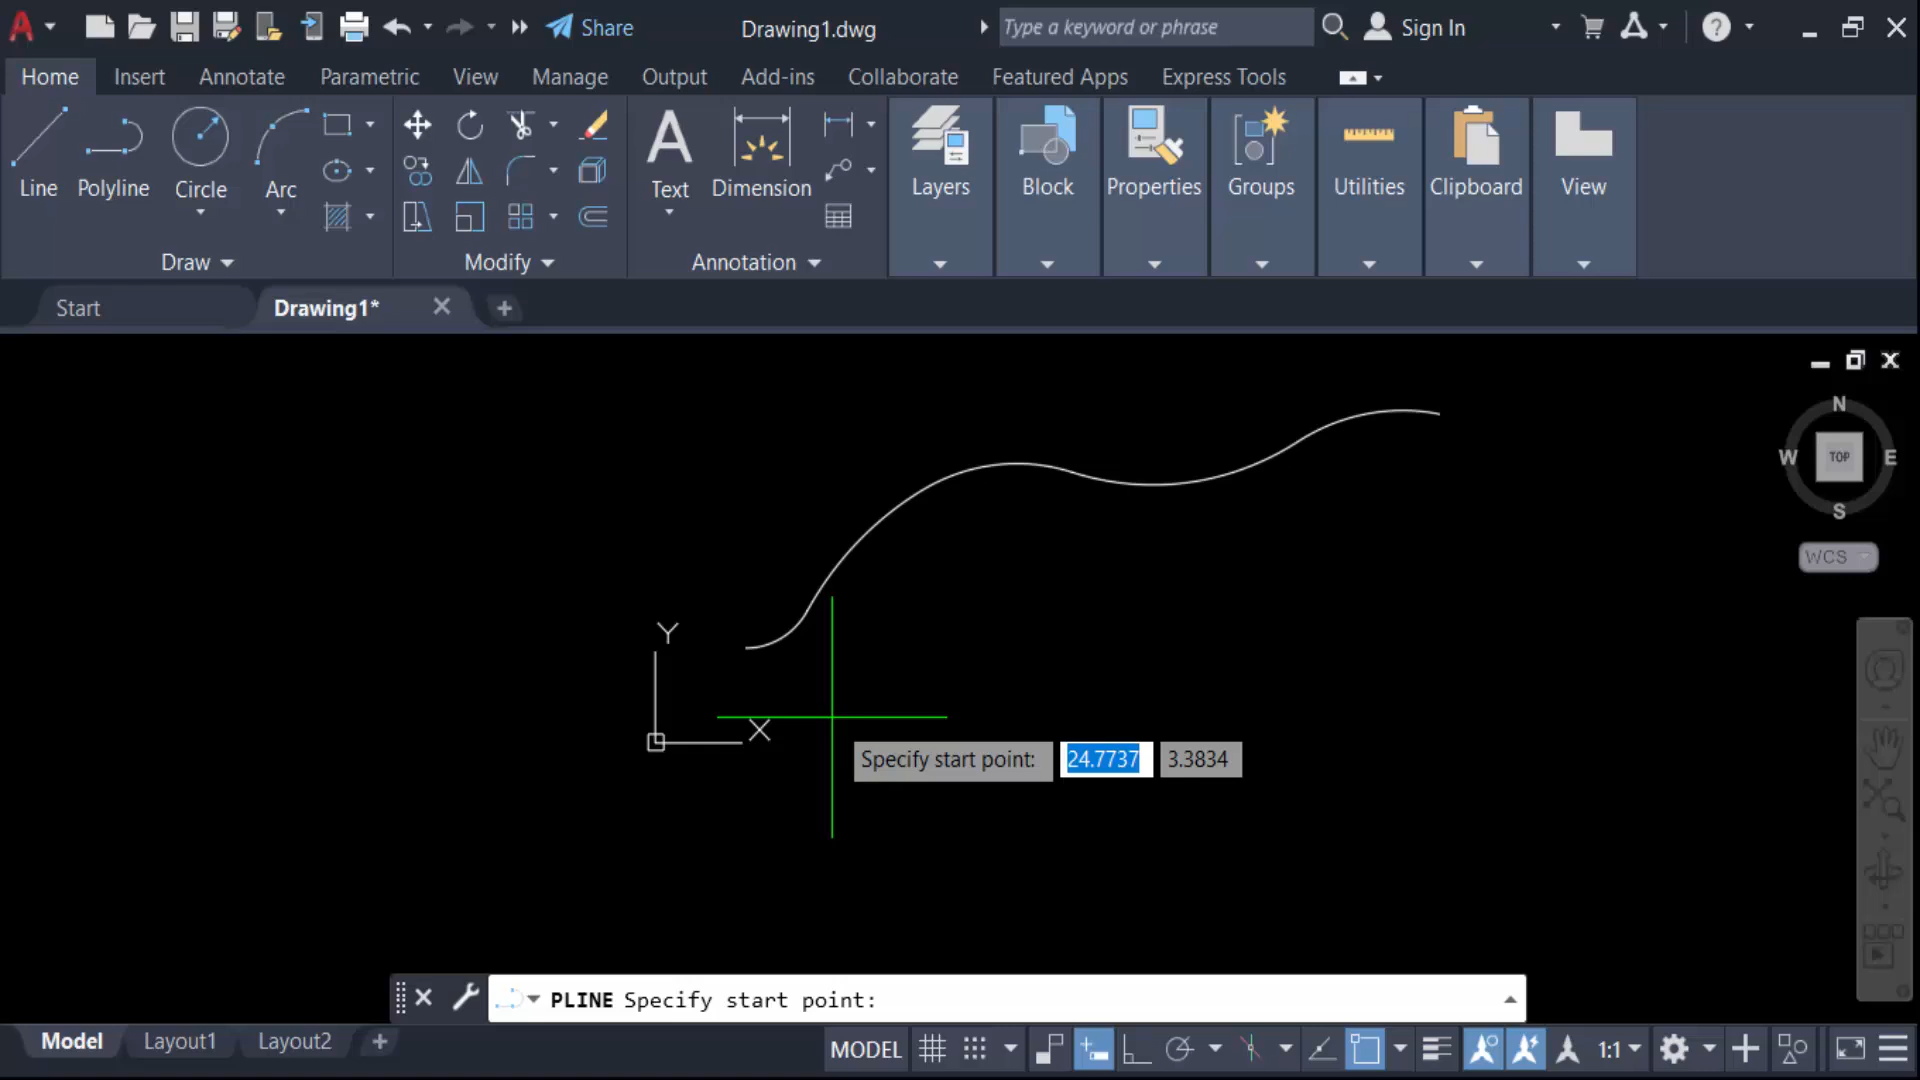 Share
Drawing1.dwg
Type a keyword or phrase
Sign In
Home Insert Annotate Parametric View Manage Output Add-ins Collaborate Featured Apps Express Tools
Line Polyline Circle Arc
A
Text Dimension Layers Block Properties Groups Utilities Clipboard View
Draw Modify Annotation
Start Drawing1*
N
W TOP E
S
WCS
Y
X
Specify start point: 24.7737 3.3834
PLINE Specify start point:
Model Layout1 Layout2 MODEL 1:1